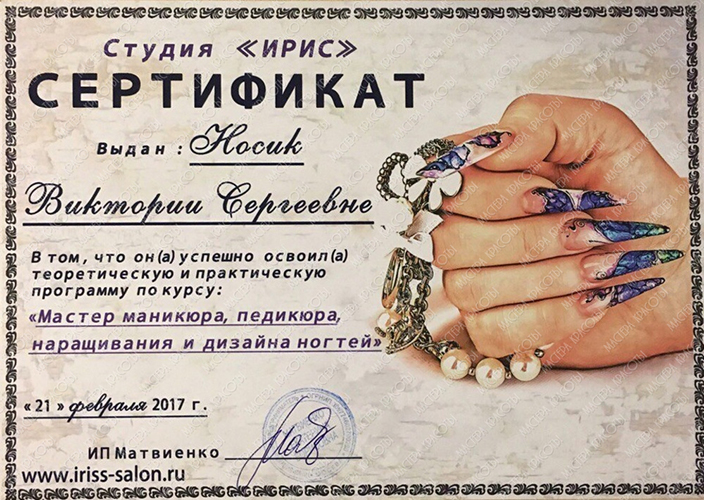 Студия «ИРИС»
СЕРТИФИКАТ
Выдан : Носик
Виктории Сергеевне
В том, что он(а) успешно освоил(а)
теоретическую и практическую
программу по курсу:
«Мастер маникюра, педикюра,
наращивания и дизайна ногтей»
« 21 » февраля 2017 г.
ИП Матвиенко
www.iriss-salon.ru